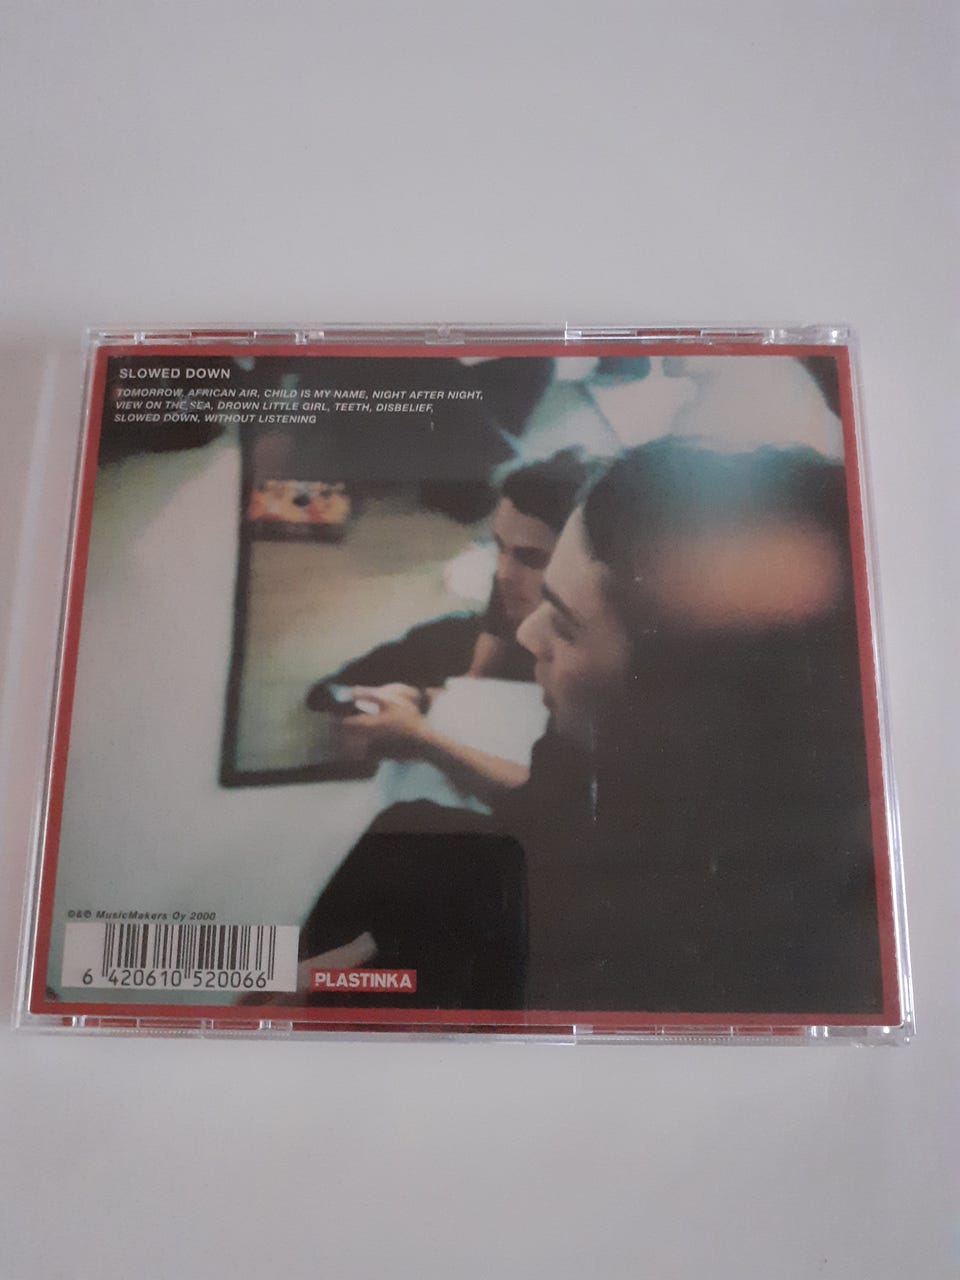 SLOWED DOWN
TOMORROW, AFRICAN AIR, CHILD IS MY NAME, NIGHT AFTER NIGHT,
VIEW ON THE SEA, DROWN LITTLE GIRL, TEETH, DISBELIEF,
SLOWED DOWN, WITHOUT LISTENING
©&℗ MusicMakers Oy 2000
6 420610 520066
PLASTINKA